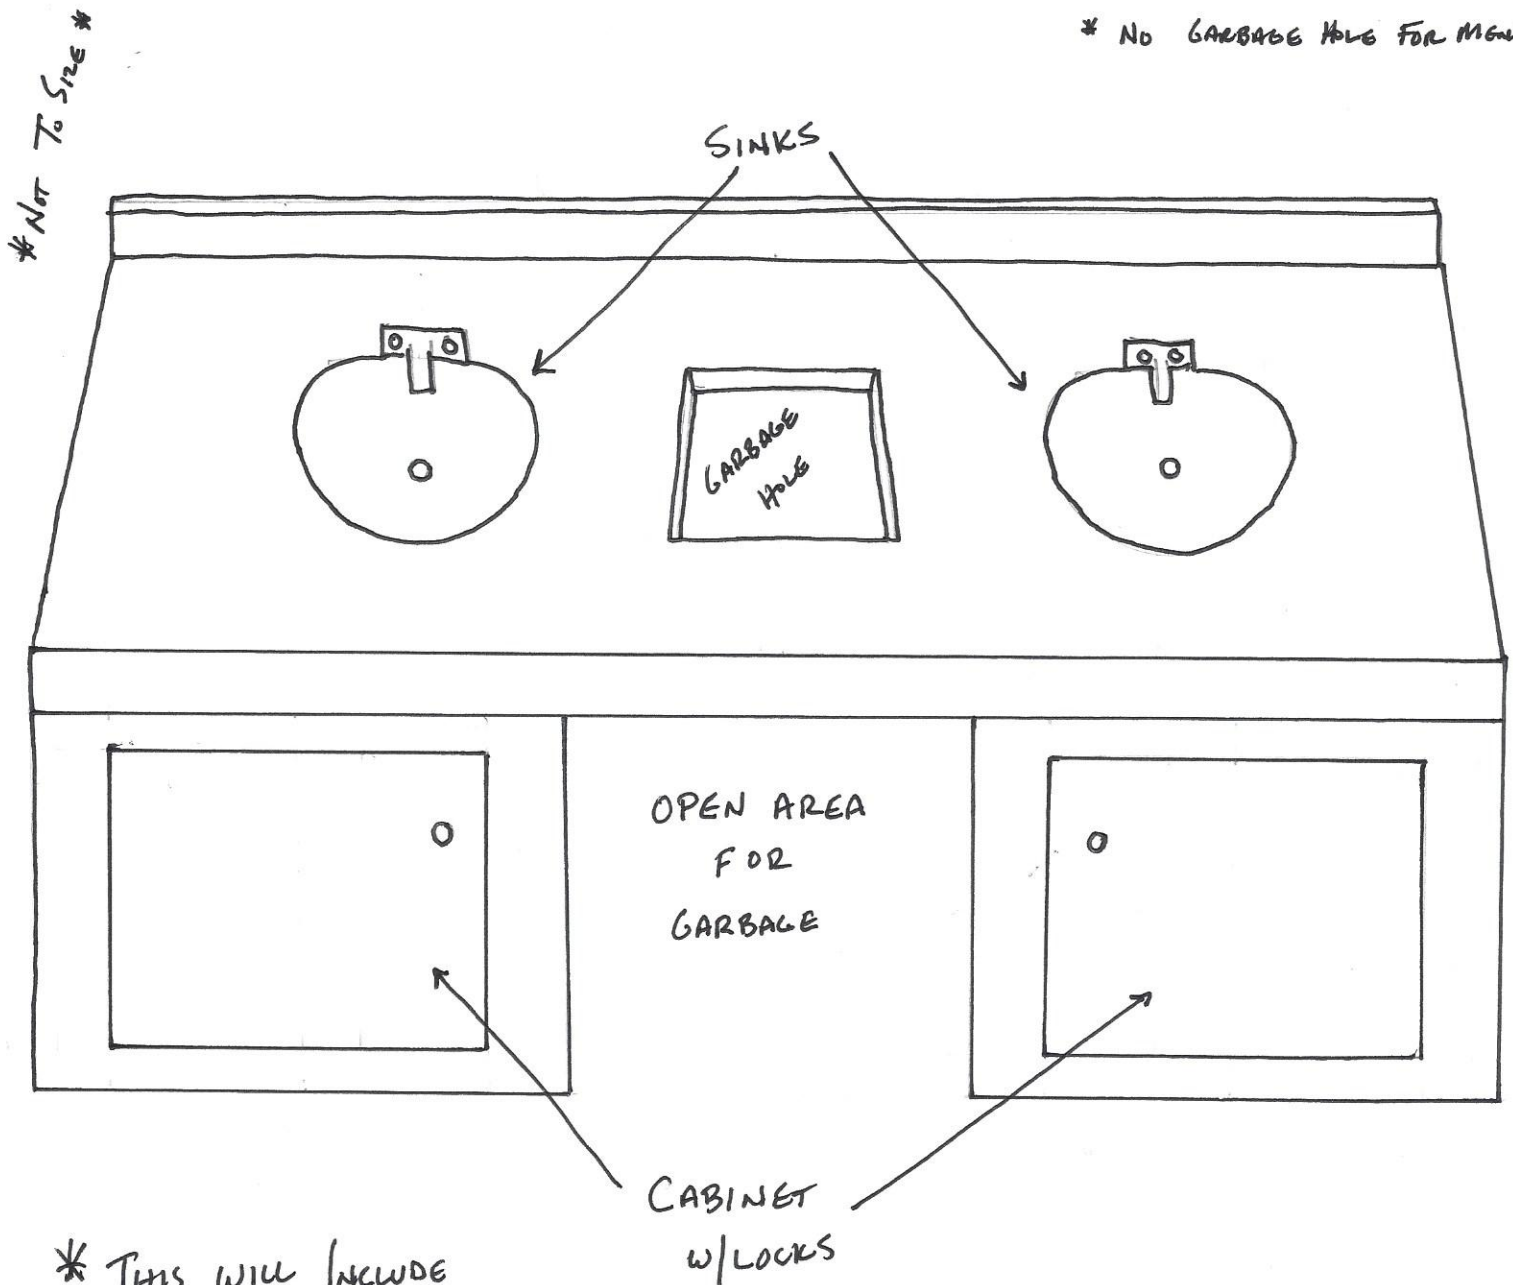 * NOT TO SIZE *
* NO GARBAGE HOLE FOR MEN
SINKS
GARBAGE
HOLE
OPEN AREA
FOR
GARBAGE
CABINET
W/LOCKS
* THIS WILL INCLUDE